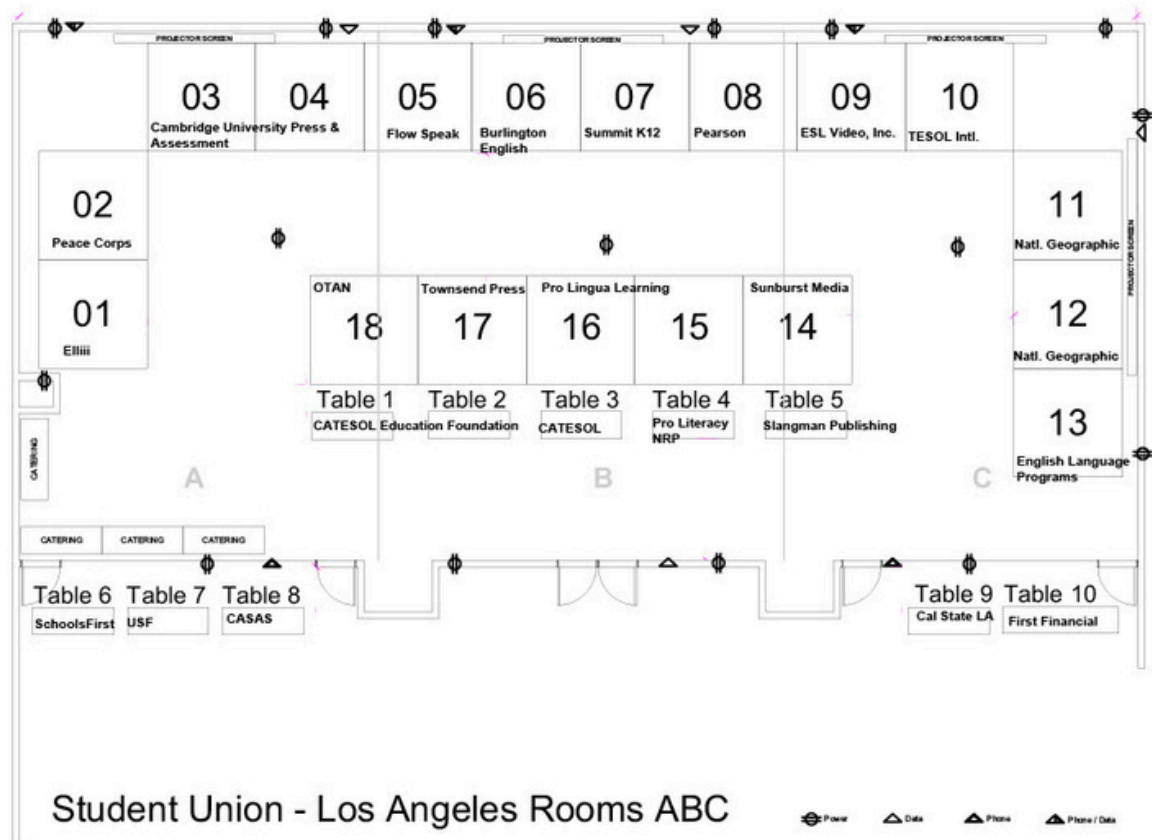 PROJECTOR SCREEN
PROJECTOR SCREEN
PROJECTOR SCREEN
03
04
05
06
07
08
09
10
Cambridge University Press &
Assessment
Flow Speak
Burlington
English
Summit K12
Pearson
ESL Video, Inc.
TESOL Intl.
02
Peace Corps
01
Elliii
11
Natl. Geographic
12
Natl. Geographic
13
English Language
Programs
PROJECTOR SCREEN
OTAN
18
Townsend Press
17
Pro Lingua Learning
16
15
Sunburst Media
14
Table 1
Table 2
Table 3
Table 4
Table 5
CATESOL Education Foundation
CATESOL
Pro Literacy
NRP
Slangman Publishing
CATERING
A
B
C
CATERING
CATERING
CATERING
Table 6
SchoolsFirst
Table 7
USF
Table 8
CASAS
Table 9
Cal State LA
Table 10
First Financial
Student Union - Los Angeles Rooms ABC
Power
Data
Phone
Phone / Data